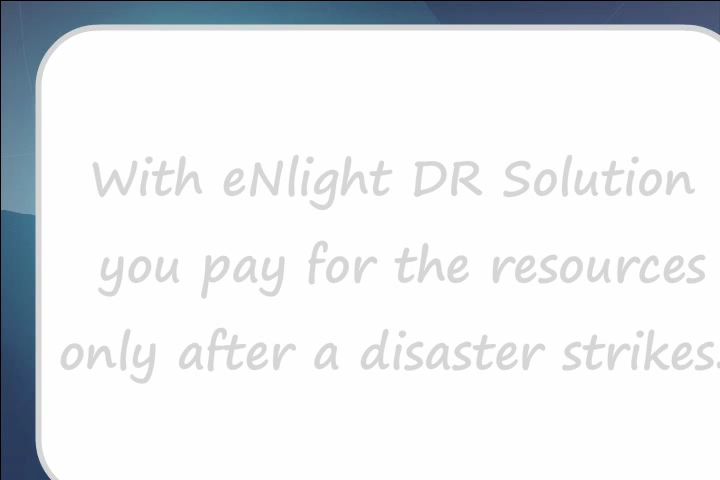 With eNlight DR Solution
you pay for the resources
only after a disaster strikes.